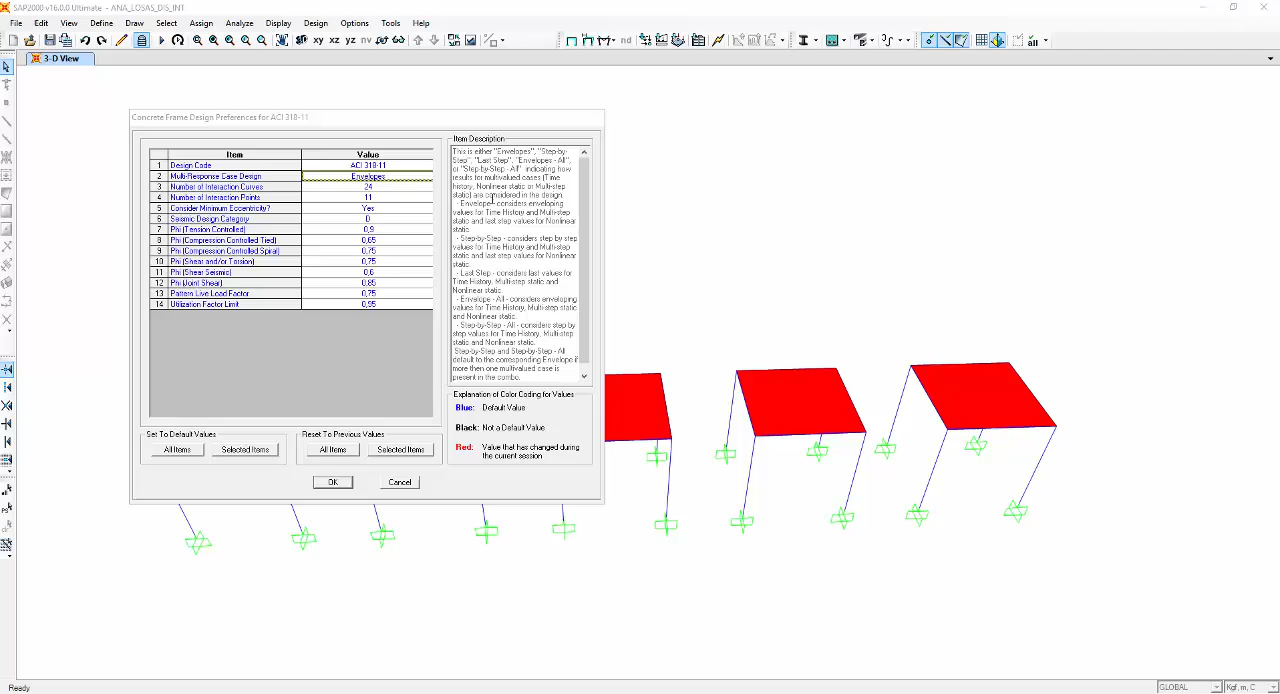 SAP2000 v16.0.0 Ultimate - ANA_LOSAS_DIS_INT
File Edit View Define Draw Select Assign Analyze Display Design Options Tools Help
xy xz yz nv nd all
3-D View
Concrete Frame Design Preferences for ACI 318-11
Item Value
1 Design Code ACI 318-11
2 Multi-Response Case Design Envelopes
3 Number of Interaction Curves 24
4 Number of Interaction Points 11
5 Consider Minimum Eccentricity? Yes
6 Seismic Design Category D
7 Phi (Tension Controlled) 0,9
8 Phi (Compression Controlled Tied) 0,65
9 Phi (Compression Controlled Spiral) 0,75
10 Phi (Shear and/or Torsion) 0,75
11 Phi (Shear Seismic) 0,6
12 Phi (Joint Shear) 0,85
13 Pattern Live Load Factor 0,75
14 Utilization Factor Limit 0,95
Set To Default Values
All Items Selected Items
Reset To Previous Values
All Items Selected Items
OK Cancel
Item Description
This is either "Envelopes", "Step-by-
Step", "Last Step", "Envelopes - All",
or "Step-by-Step - All" indicating how
results for multivalued cases (Time
history, Nonlinear static or Multi-step
static) are considered in the design.
- Envelope - considers enveloping
values for Time History and Multi-step
static and last step values for Nonlinear
static.
- Step-by-Step - considers step by step
values for Time History and Multi-step
static and last step values for Nonlinear
static.
- Last Step - considers last values for
Time History, Multi-step static and
Nonlinear static.
- Envelope - All - considers enveloping
values for Time History, Multi-step static
and Nonlinear static.
- Step-by-Step - All - considers step by
step values for Time History, Multi-step
static and Nonlinear static.
Step-by-Step and Step-by-Step - All
default to the corresponding Envelope if
more then one multivalued case is
present in the combo.
Explanation of Color Coding for Values
Blue: Default Value
Black: Not a Default Value
Red: Value that has changed during
the current session
Ready
GLOBAL Kgf, m, C